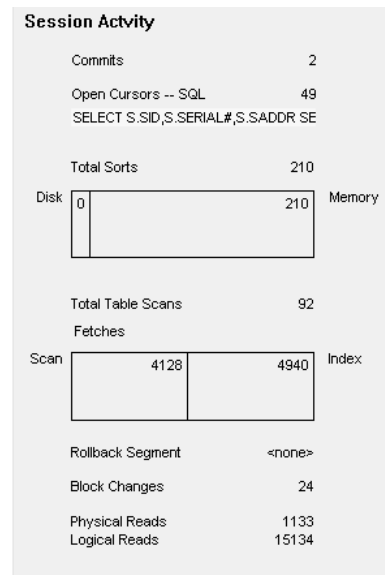 Session Actvity
Commits 2
Open Cursors -- SQL 49
SELECT S.SID,S.SERIAL#,S.SADDR SE
Total Sorts 210
Disk 0 210 Memory
Total Table Scans 92
Fetches
Scan 4128 4940 Index
Rollback Segment <none>
Block Changes 24
Physical Reads 1133
Logical Reads 15134